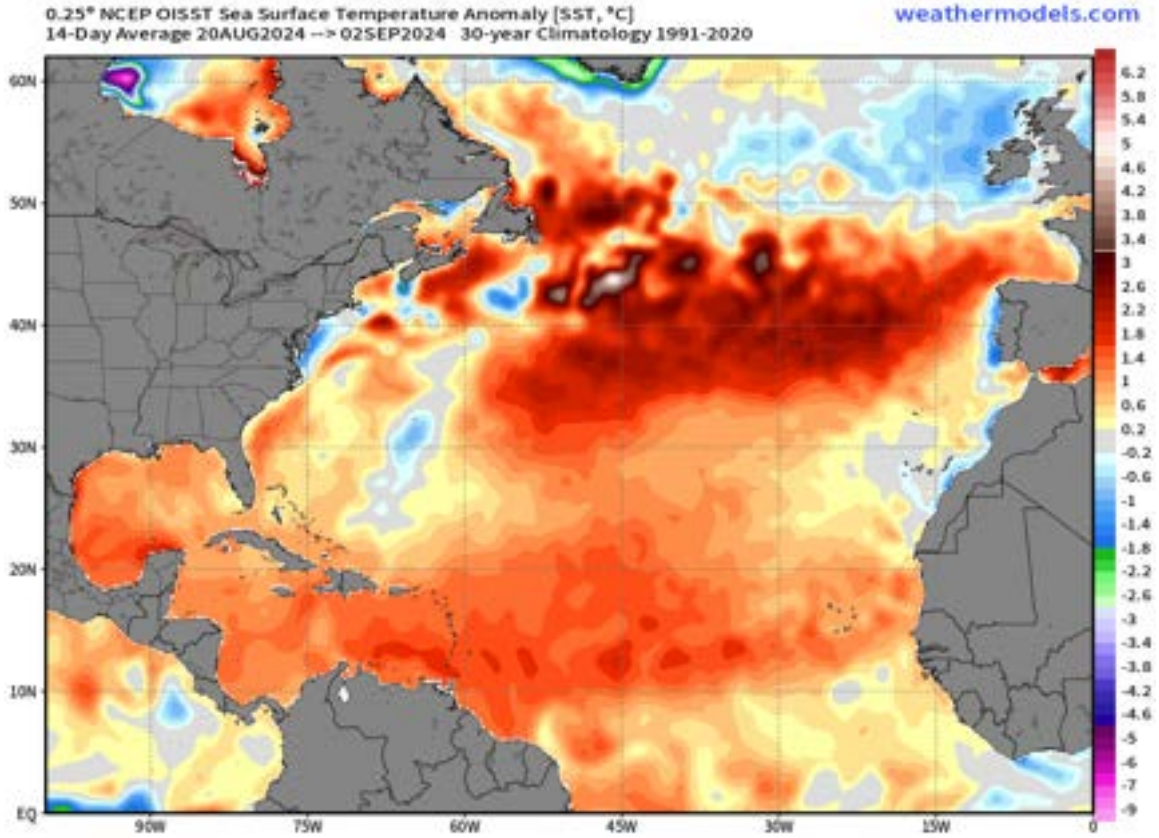 0.25° NCEP OISST Sea Surface Temperature Anomaly [SST, °C]
weathermodels.com
14-Day Average 20AUG2024 --> 02SEP2024 30-year Climatology 1991-2020
60N
50N
40N
30N
20N
10N
EQ
90W
75W
60W
45W
30W
15W
0
6.2
5.8
5.4
5
4.6
4.2
3.8
3.4
3
2.6
2.2
1.8
1.4
1
0.6
0.2
-0.2
-0.6
-1
-1.4
-1.8
-2.2
-2.6
-3
-3.4
-3.8
-4.2
-4.6
-5
-6
-7
-9